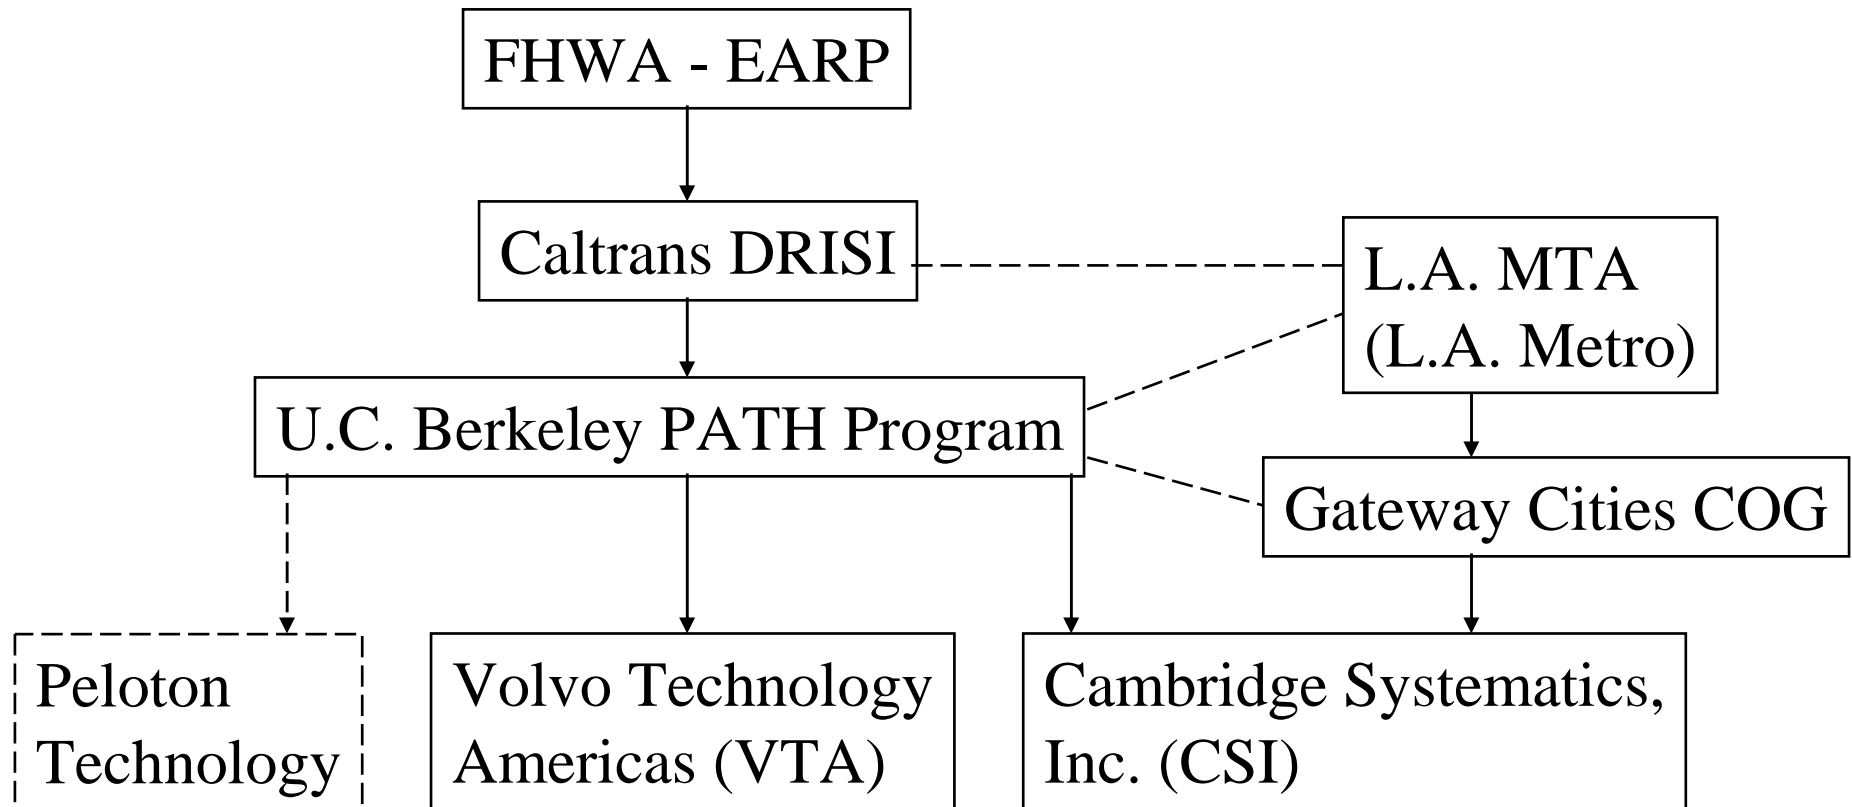 FHWA - EARP
Caltrans DRISI
L.A. MTA
(L.A. Metro)
U.C. Berkeley PATH Program
Gateway Cities COG
Peloton
Technology
Volvo Technology
Americas (VTA)
Cambridge Systematics,
Inc. (CSI)